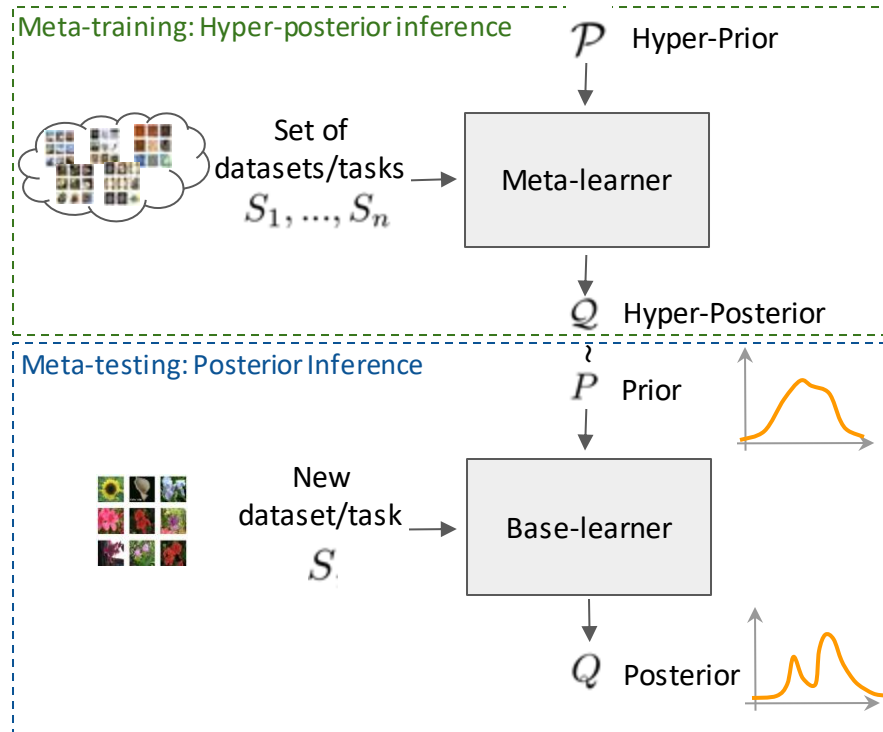 Meta-training: Hyper-posterior inference
𝒫 Hyper-Prior
Set of
datasets/tasks
S₁, ..., Sₙ
Meta-learner
𝒬 Hyper-Posterior
~
Meta-testing: Posterior Inference
P Prior
New
dataset/task
S
Base-learner
Q Posterior